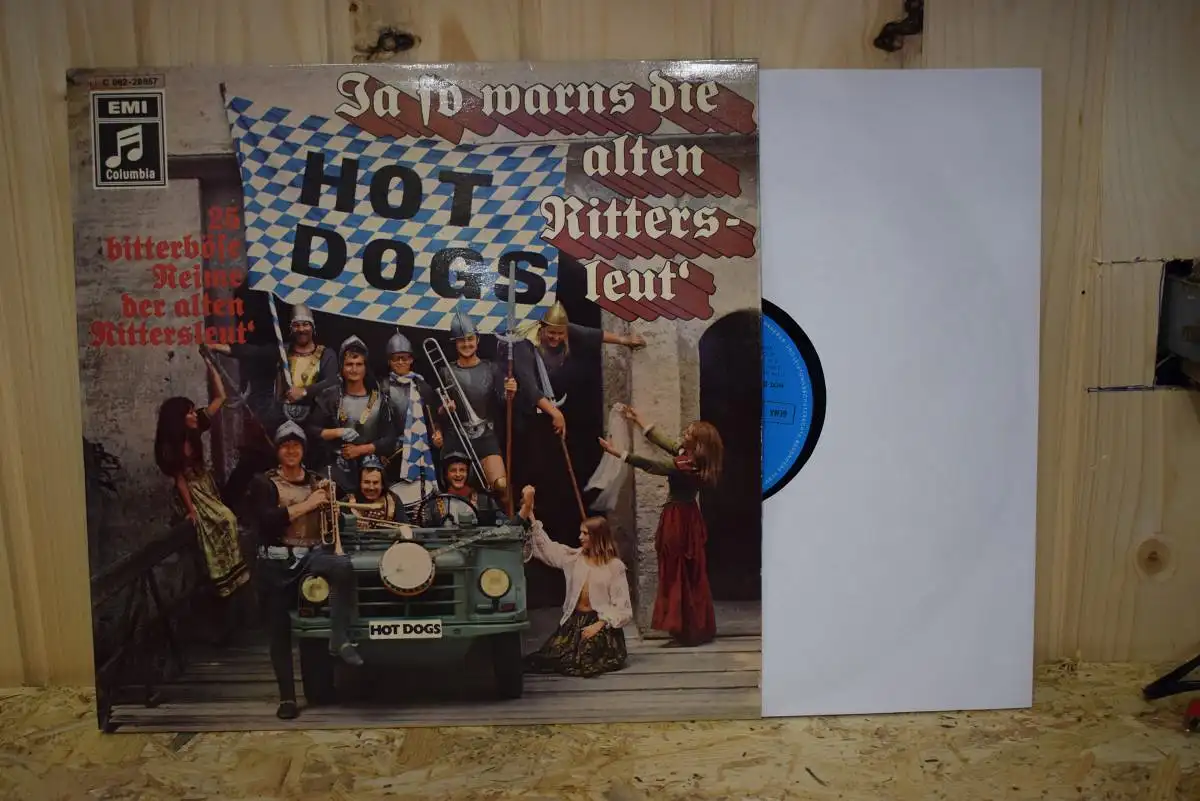 C 062-28857
EMI
Columbia
Ja so warns die
alten
Ritters-
leut'
HOT
DOGS
25
bitterböse
Reime
der alten
Rittersleut'
HOT DOGS